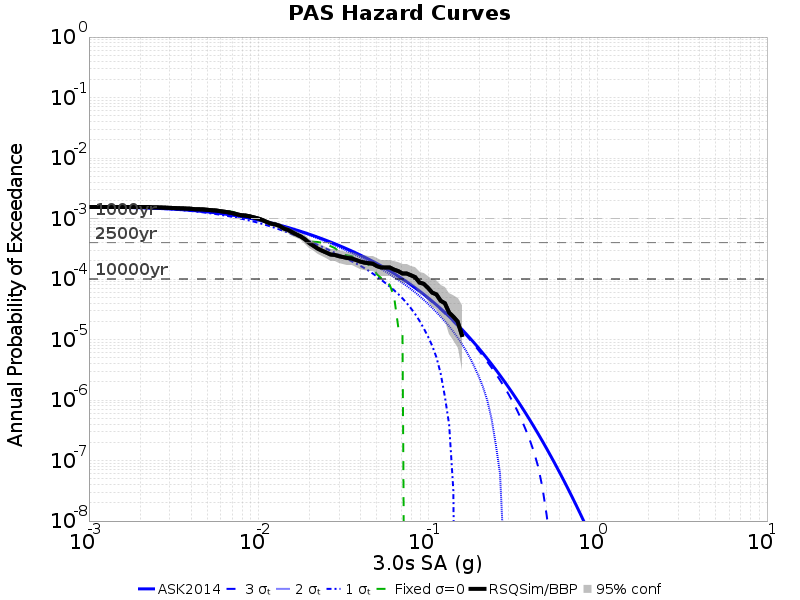 PAS Hazard Curves
Annual Probability of Exceedance
10^0
10^-1
10^-2
10^-3
10^-4
10^-5
10^-6
10^-7
10^-8
1000yr
2500yr
10000yr
10^-3 10^-2 10^-1 10^0 10^1
3.0s SA (g)
ASK2014 3 σₜ 2 σₜ 1 σₜ Fixed σ=0 RSQSim/BBP 95% conf